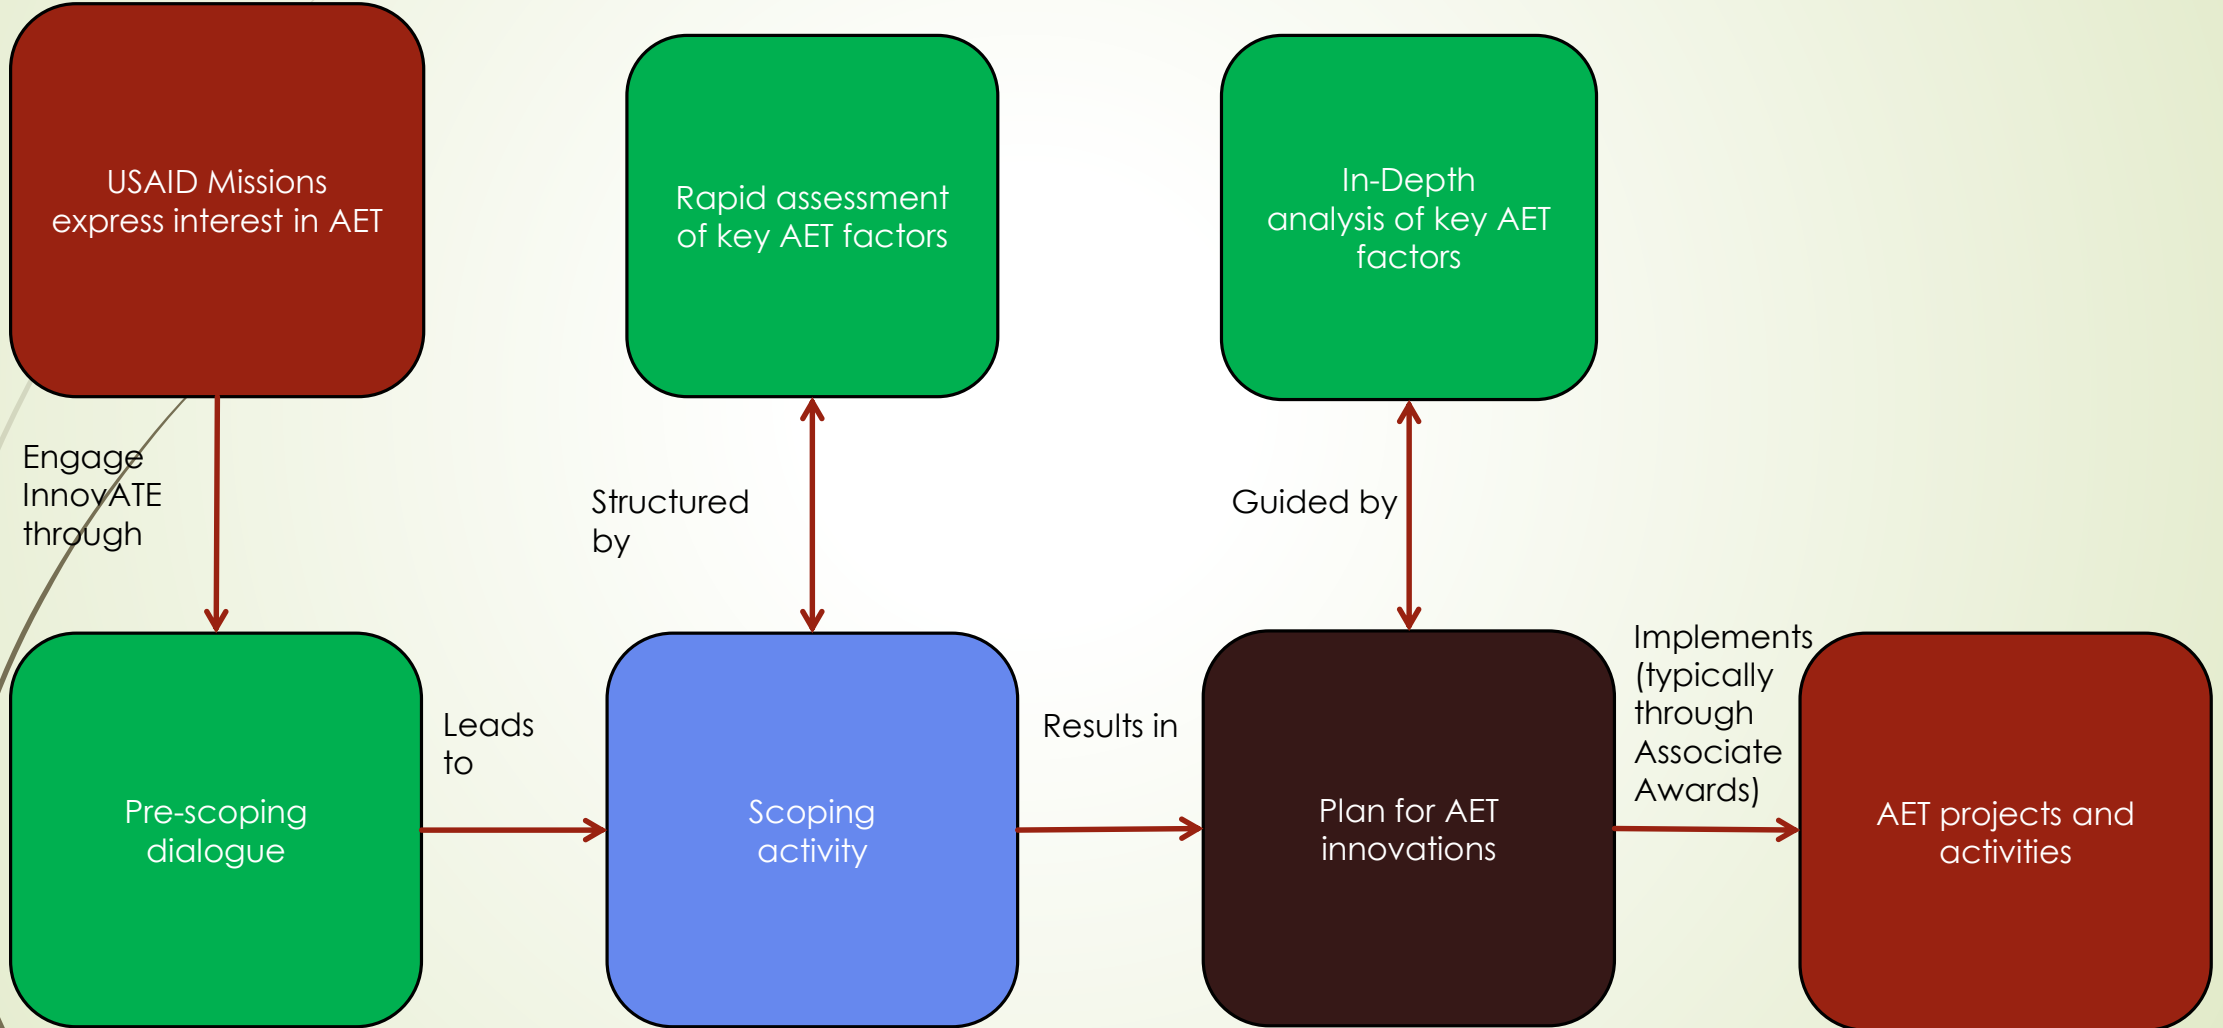 USAID Missions
express interest in AET
Rapid assessment
of key AET factors
In-Depth
analysis of key AET
factors
Engage
InnovATE
through
Structured
by
Guided by
Implements
(typically
through
Associate
Awards)
Leads
to
Results in
Pre-scoping
dialogue
Scoping
activity
Plan for AET
innovations
AET projects and
activities